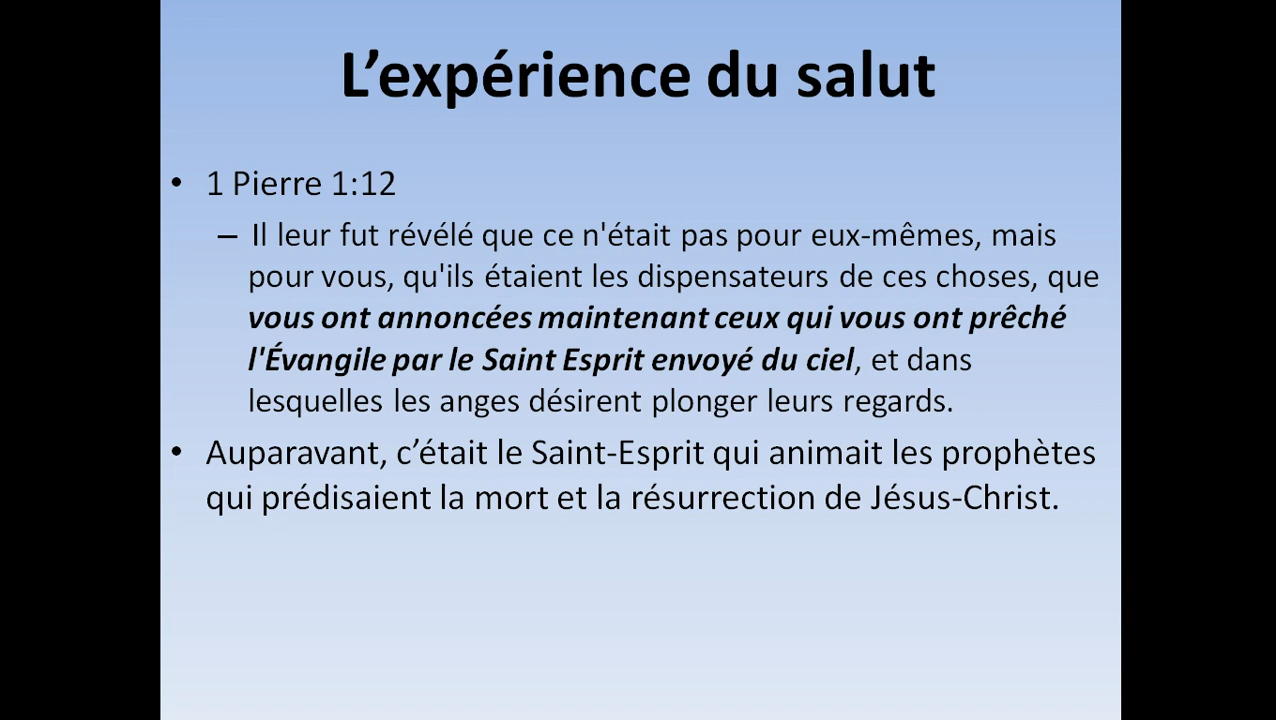 L’expérience du salut
• 1 Pierre 1:12
– Il leur fut révélé que ce n'était pas pour eux-mêmes, mais
pour vous, qu'ils étaient les dispensateurs de ces choses, que
vous ont annoncées maintenant ceux qui vous ont prêché
l'Évangile par le Saint Esprit envoyé du ciel, et dans
lesquelles les anges désirent plonger leurs regards.
• Auparavant, c’était le Saint-Esprit qui animait les prophètes
qui prédisaient la mort et la résurrection de Jésus-Christ.